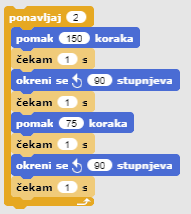 ponavljaj 2
pomak 150 koraka
čekam 1 s
okreni se 90 stupnjeva
čekam 1 s
pomak 75 koraka
čekam 1 s
okreni se 90 stupnjeva
čekam 1 s